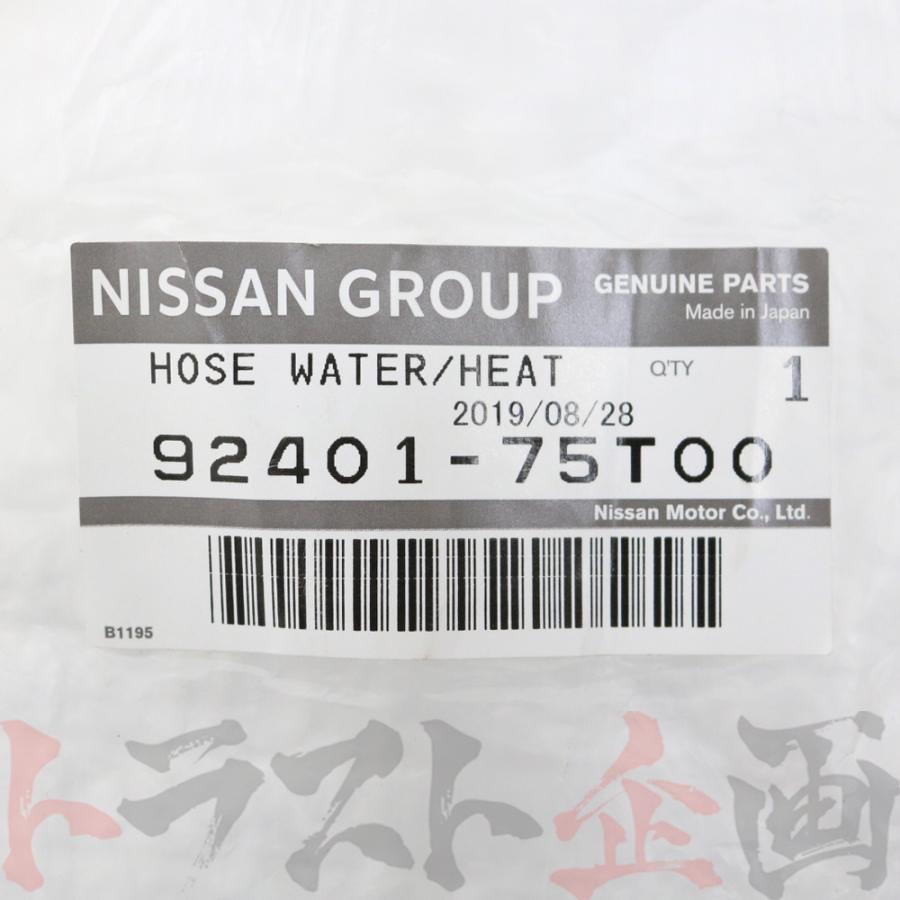 NISSAN GROUP
GENUINE PARTS
Made in Japan
HOSE WATER/HEAT
Q'TY 1
2019/08/28
92401-75T00
Nissan Motor Co., Ltd.
B1195
トラスト企画